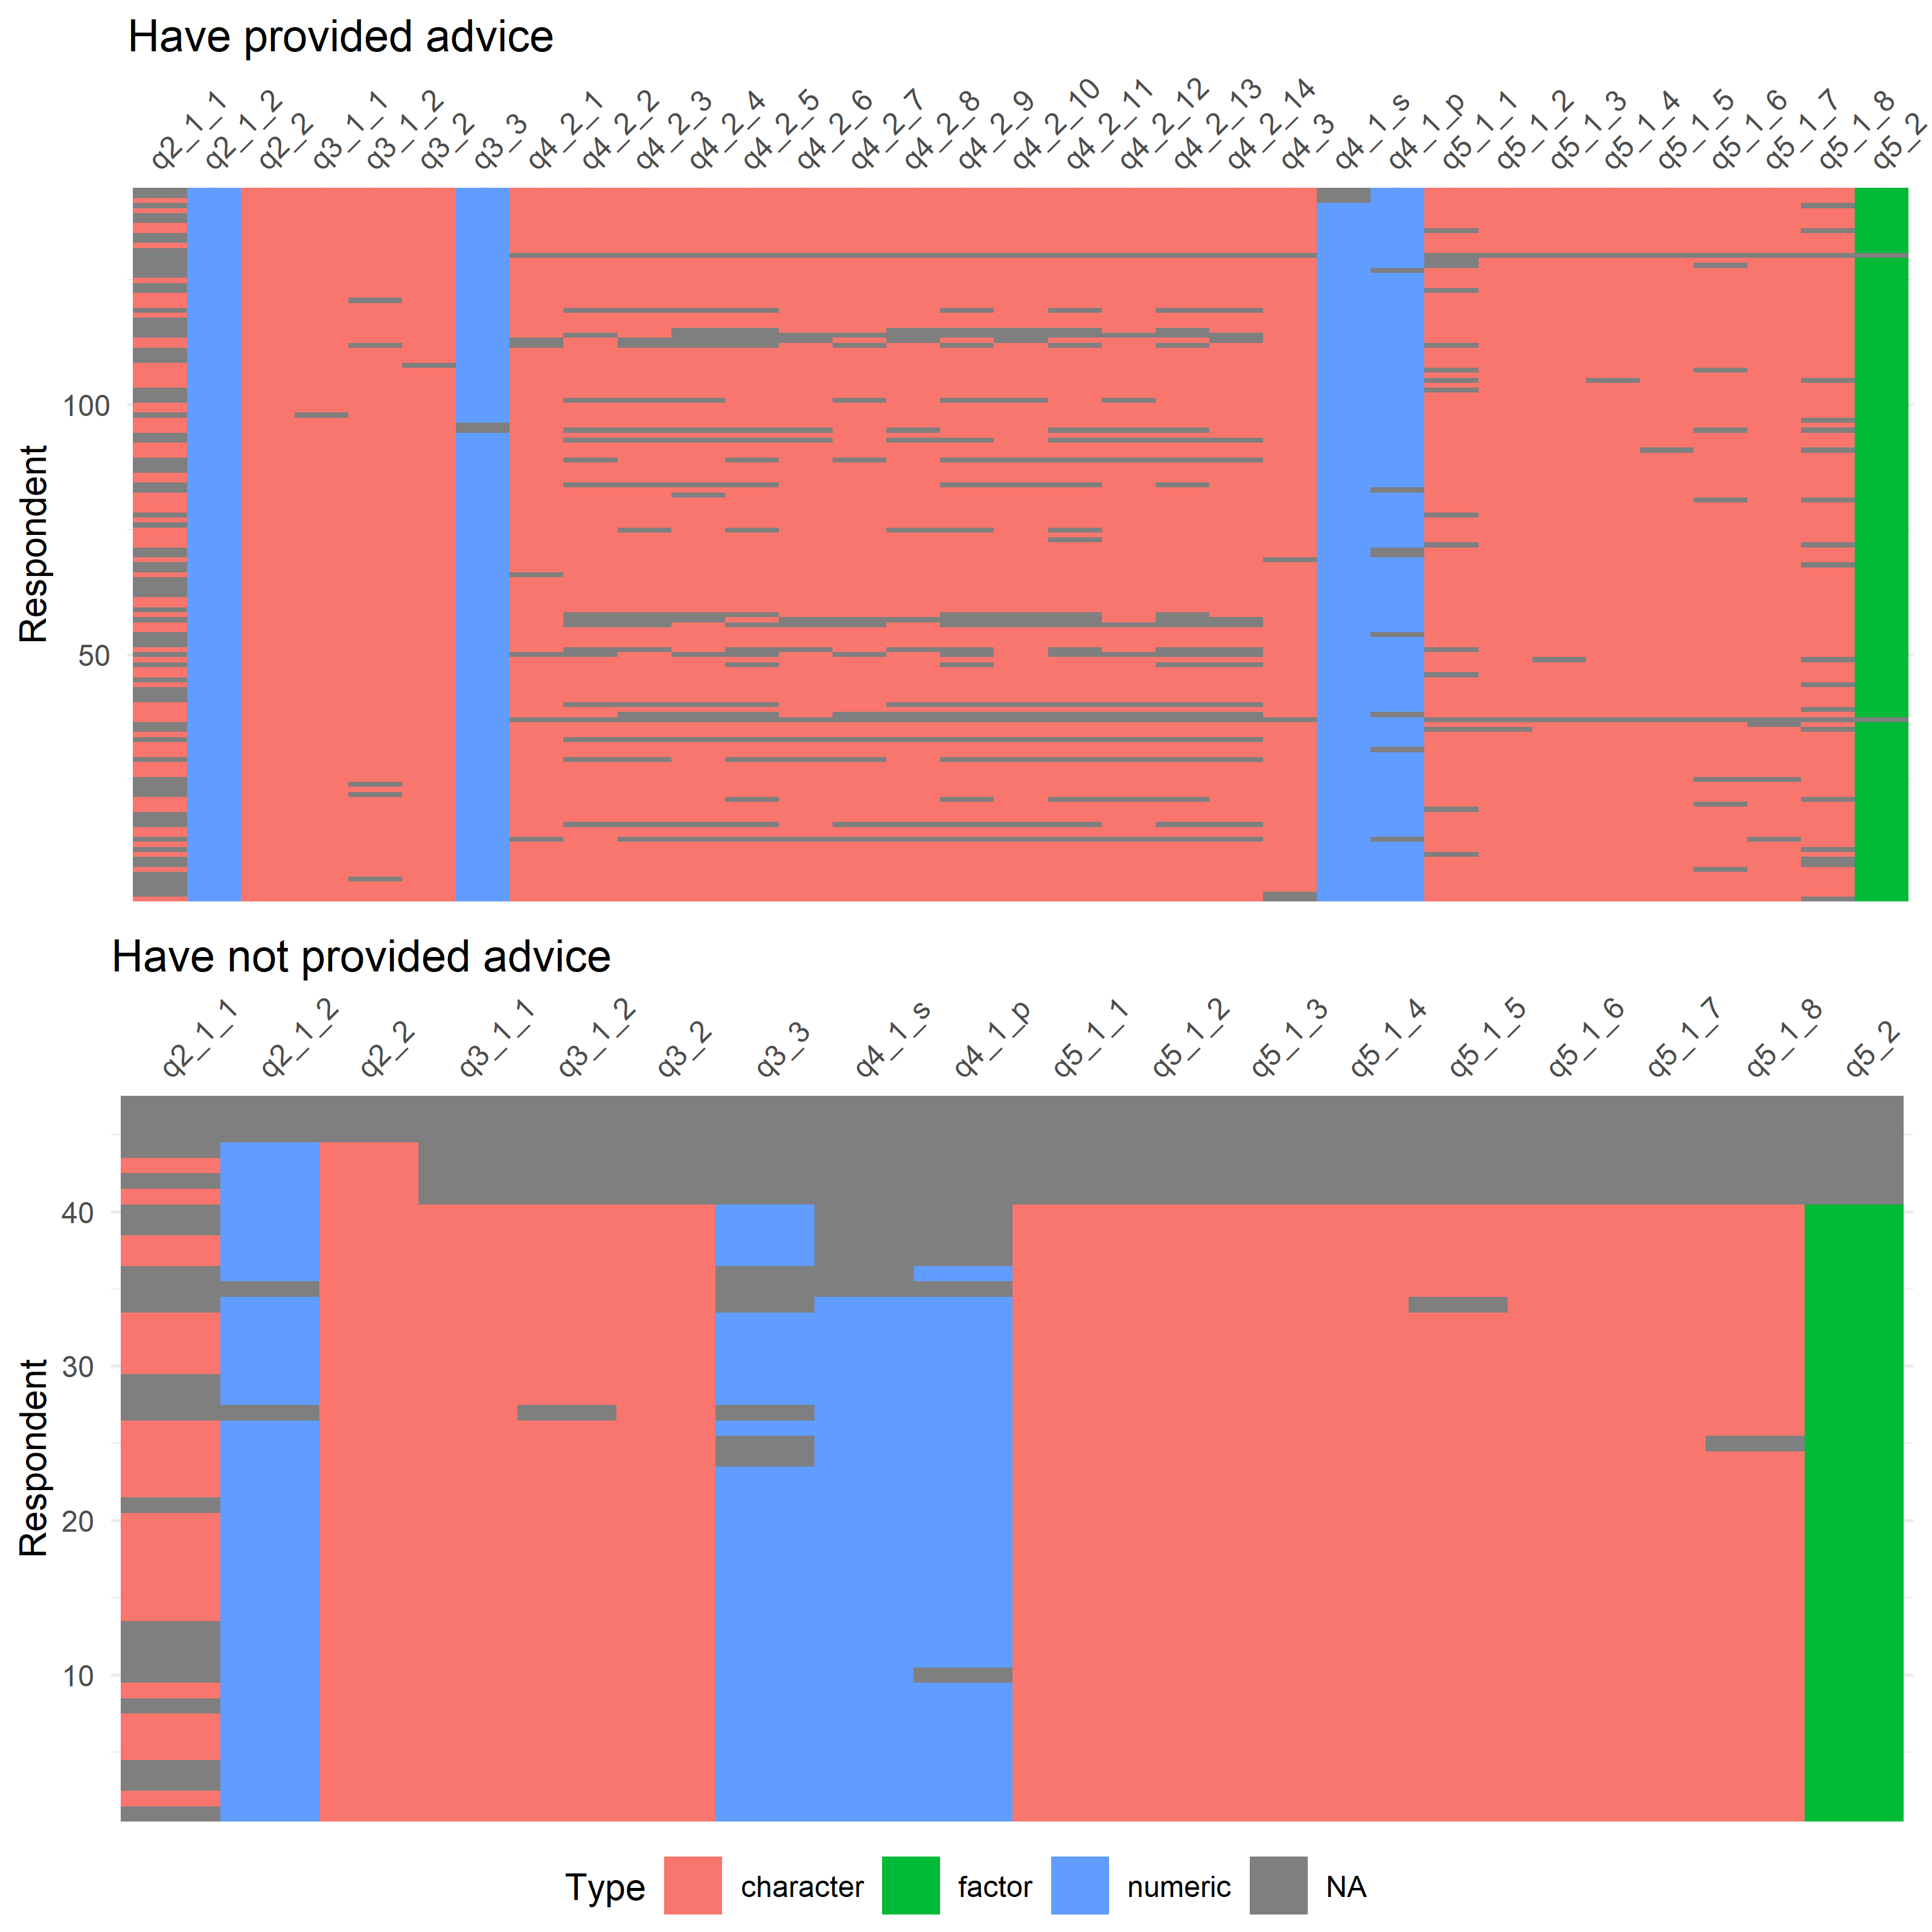 Have provided advice
q2_1_1 q2_1_2 q2_2 q3_1_1 q3_1_2 q3_2 q3_3 q4_2_1 q4_2_2 q4_2_3 q4_2_4 q4_2_5 q4_2_6 q4_2_7 q4_2_8 q4_2_9 q4_2_10 q4_2_11 q4_2_12 q4_2_13 q4_2_14 q4_3 q4_1_s q4_1_p q5_1_1 q5_1_2 q5_1_3 q5_1_4 q5_1_5 q5_1_6 q5_1_7 q5_1_8 q5_2
100
50
Respondent
Have not provided advice
q2_1_1 q2_1_2 q2_2 q3_1_1 q3_1_2 q3_2 q3_3 q4_1_s q4_1_p q5_1_1 q5_1_2 q5_1_3 q5_1_4 q5_1_5 q5_1_6 q5_1_7 q5_1_8 q5_2
40
30
20
10
Respondent
Type character factor numeric NA